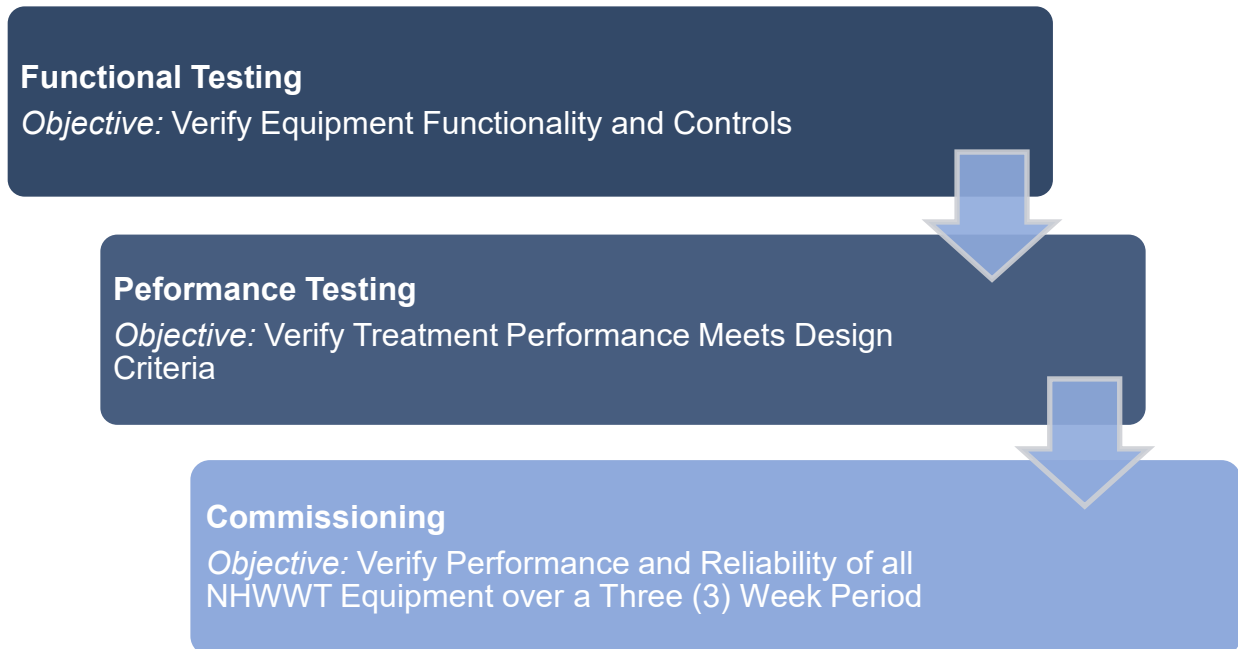 Functional Testing
Objective: Verify Equipment Functionality and Controls
Peformance Testing
Objective: Verify Treatment Performance Meets Design
Criteria
Commissioning
Objective: Verify Performance and Reliability of all
NHWWT Equipment over a Three (3) Week Period